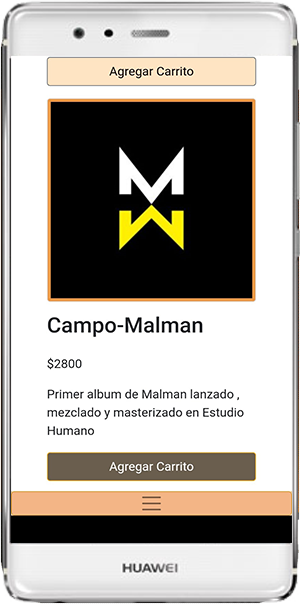 Agregar Carrito
Campo-Malman
$2800
Primer album de Malman lanzado ,
mezclado y masterizado en Estudio
Humano
Agregar Carrito
HUAWEI